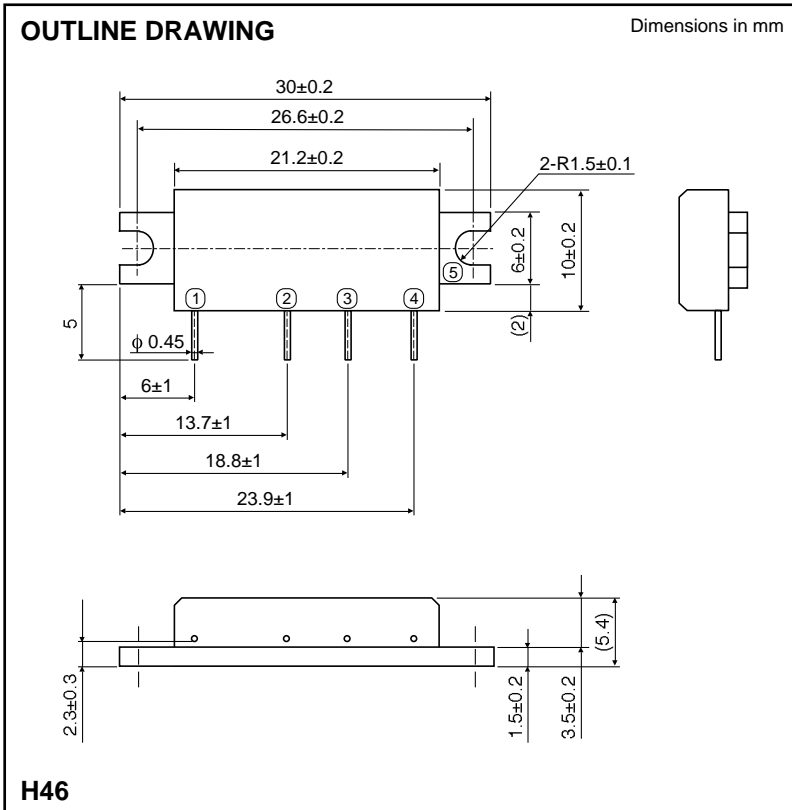 OUTLINE DRAWING
Dimensions in mm
30±0.2
26.6±0.2
21.2±0.2
2-R1.5±0.1
6±0.2
10±0.2
⑤
① ② ③ ④
5
(2)
ϕ 0.45
6±1
13.7±1
18.8±1
23.9±1
2.3±0.3
1.5±0.2
3.5±0.2
(5.4)
H46